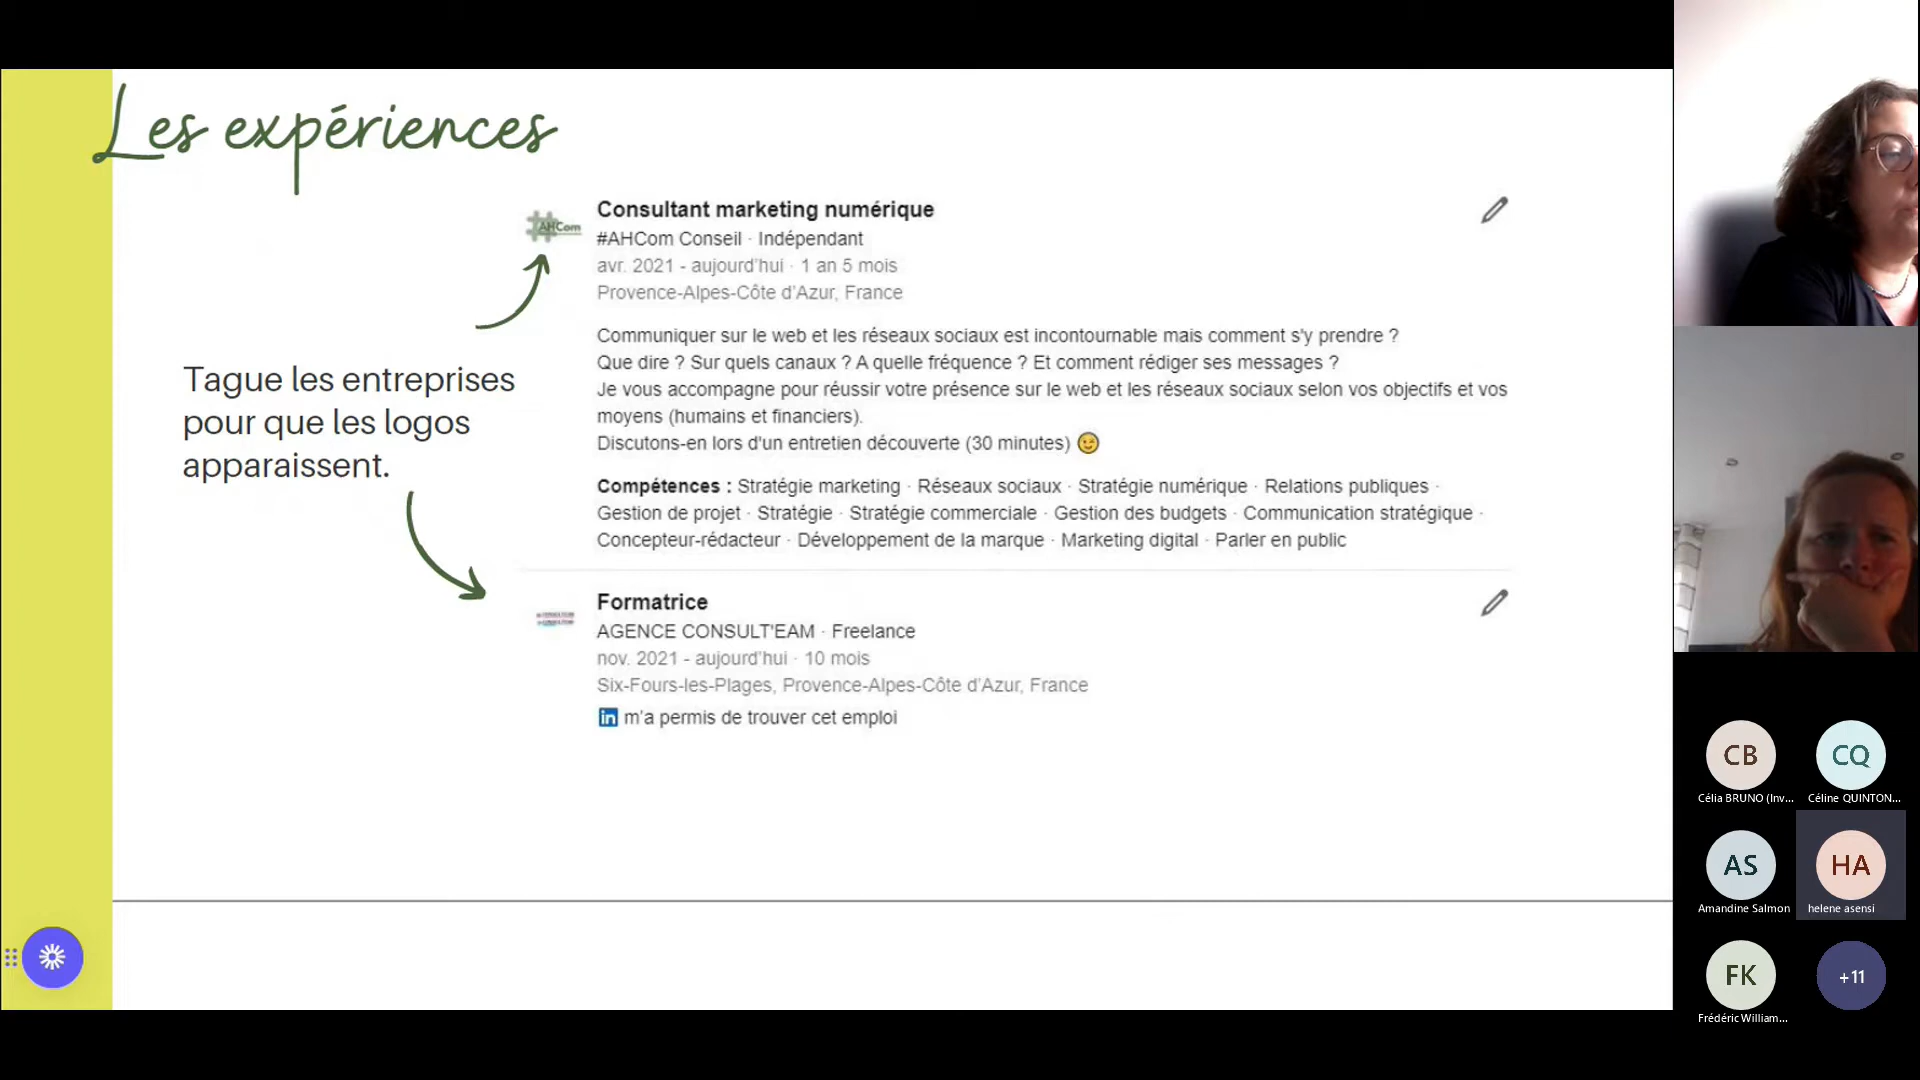 Les expériences
#AHCom
Consultant marketing numérique
#AHCom Conseil · Indépendant
avr. 2021 - aujourd'hui · 1 an 5 mois
Provence-Alpes-Côte d'Azur, France
Communiquer sur le web et les réseaux sociaux est incontournable mais comment s'y prendre ?
Que dire ? Sur quels canaux ? A quelle fréquence ? Et comment rédiger ses messages ?
Je vous accompagne pour réussir votre présence sur le web et les réseaux sociaux selon vos objectifs et vos
moyens (humains et financiers).
Discutons-en lors d'un entretien découverte (30 minutes) 😉
Tague les entreprises
pour que les logos
apparaissent.
Compétences : Stratégie marketing · Réseaux sociaux · Stratégie numérique · Relations publiques ·
Gestion de projet · Stratégie · Stratégie commerciale · Gestion des budgets · Communication stratégique ·
Concepteur-rédacteur · Développement de la marque · Marketing digital · Parler en public
Formatrice
AGENCE CONSULT'EAM · Freelance
nov. 2021 - aujourd'hui · 10 mois
Six-Fours-les-Plages, Provence-Alpes-Côte d'Azur, France
in m'a permis de trouver cet emploi
CB
Célia BRUNO (Inv...
CQ
Céline QUINTON...
AS
Amandine Salmon
HA
helene asensi
FK
Frédéric William...
+11